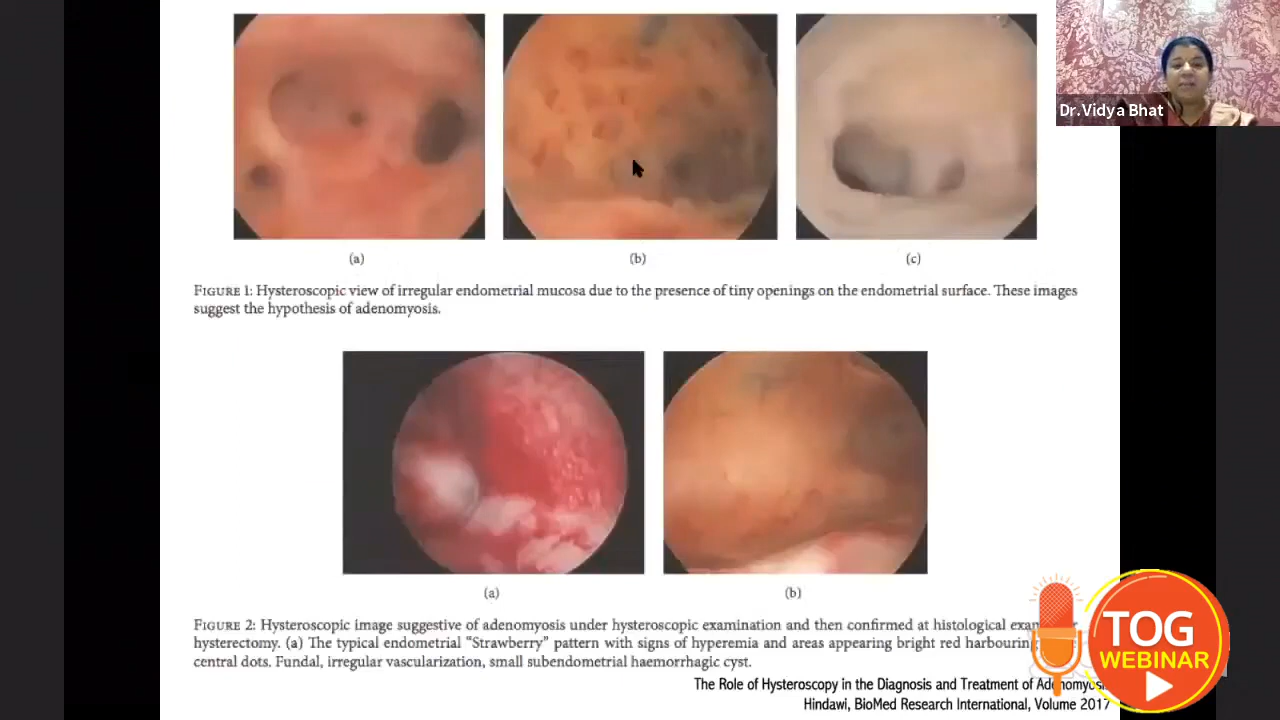 Dr.Vidya Bhat
(a)
(b)
(c)
FIGURE 1: Hysteroscopic view of irregular endometrial mucosa due to the presence of tiny openings on the endometrial surface. These images
suggest the hypothesis of adenomyosis.
(a)
(b)
FIGURE 2: Hysteroscopic image suggestive of adenomyosis under hysteroscopic examination and then confirmed at histological
hysterectomy. (a) The typical endometrial “Strawberry” pattern with signs of hyperemia and areas appearing bright red harbouring
central dots. Fundal, irregular vascularization, small subendometrial haemorrhagic cyst.
The Role of Hysteroscopy in the Diagnosis and Treatment of Adenomyosis
Hindawi, BioMed Research International, Volume 2017
TOG
WEBINAR